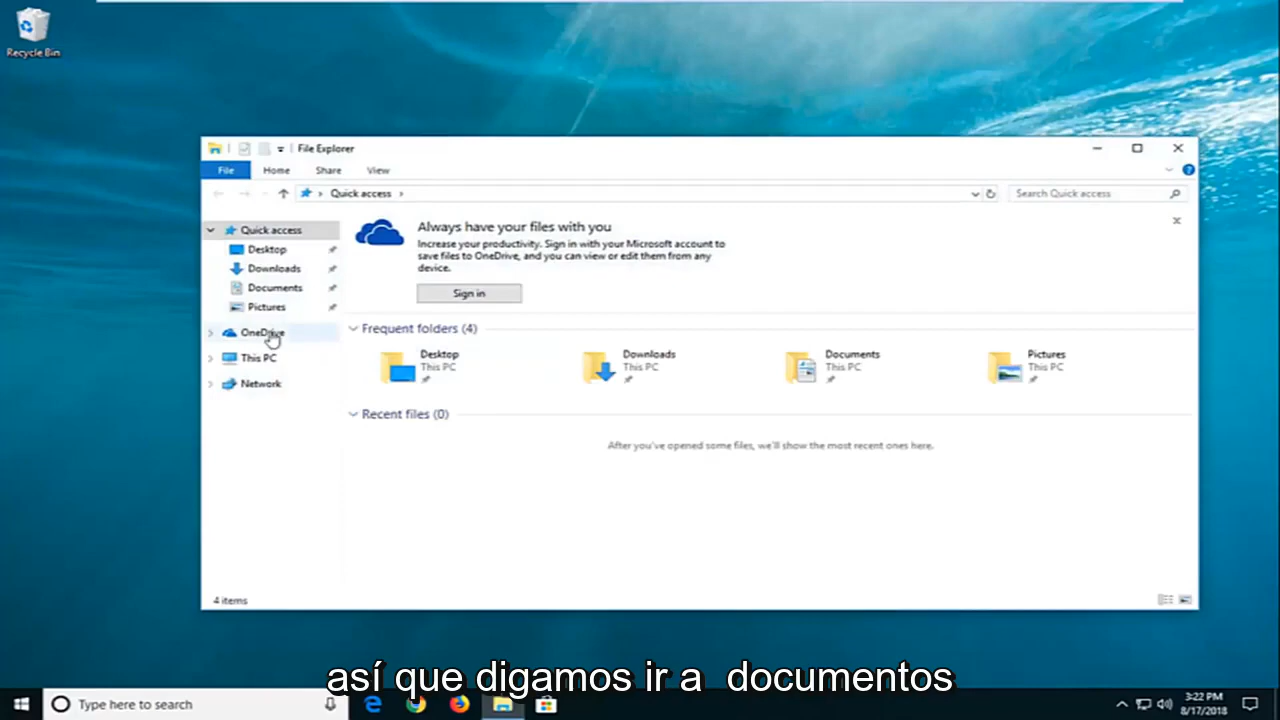 Recycle Bin
File Explorer
File Home Share View
Quick access
Search Quick access
Quick access
Desktop
Downloads
Documents
Pictures
OneDrive
This PC
Network
Always have your files with you
Increase your productivity. Sign in with your Microsoft account to
save files to OneDrive, and you can view or edit them from any
device.
Sign in
Frequent folders (4)
Desktop
This PC
Downloads
This PC
Documents
This PC
Pictures
This PC
Recent files (0)
After you've opened some files, we'll show the most recent ones here.
4 items
así que digamos ir a documentos
Type here to search
3:22 PM
8/17/2018